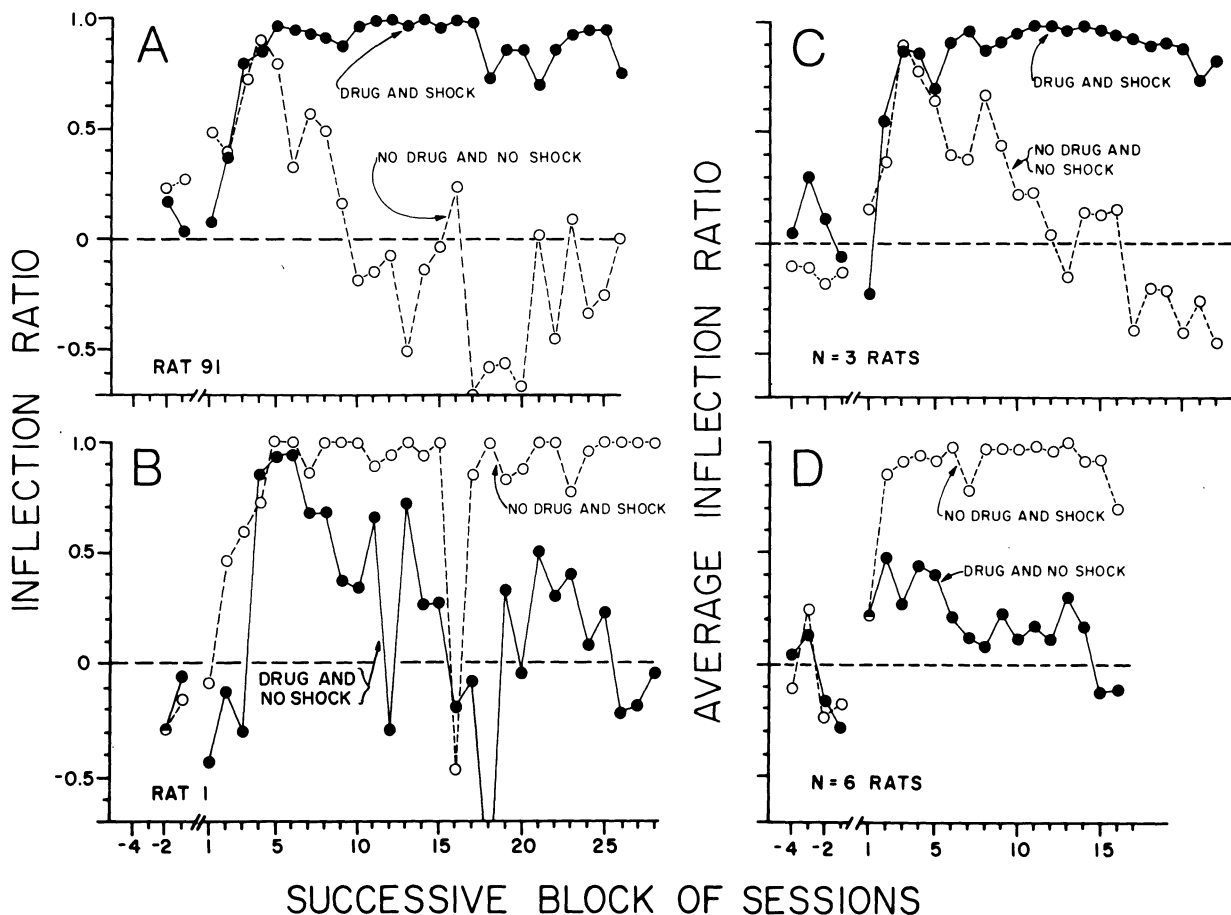 INFLECTION RATIO
A
1.0
0.5
0
-0.5
DRUG AND SHOCK
NO DRUG AND NO SHOCK
RAT 91
B
1.0
0.5
0
-0.5
NO DRUG AND SHOCK
DRUG AND
NO SHOCK
RAT 1
-4 -2 1 5 10 15 20 25
AVERAGE INFLECTION RATIO
C
DRUG AND SHOCK
NO DRUG AND
NO SHOCK
N = 3 RATS
D
NO DRUG AND SHOCK
DRUG AND NO SHOCK
N = 6 RATS
-4 -2 1 5 10 15
SUCCESSIVE BLOCK OF SESSIONS